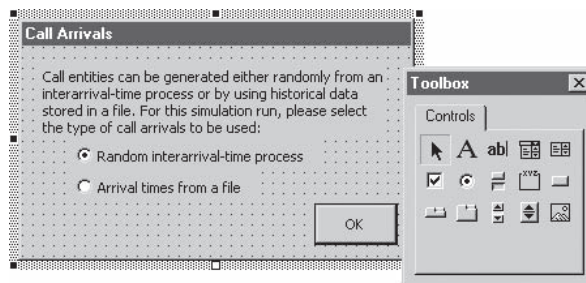 Call Arrivals
Call entities can be generated either randomly from an
interarrival-time process or by using historical data
stored in a file. For this simulation run, please select
the type of call arrivals to be used:
Random interarrival-time process
Arrival times from a file
OK
Toolbox
Controls
A ab
XYZ